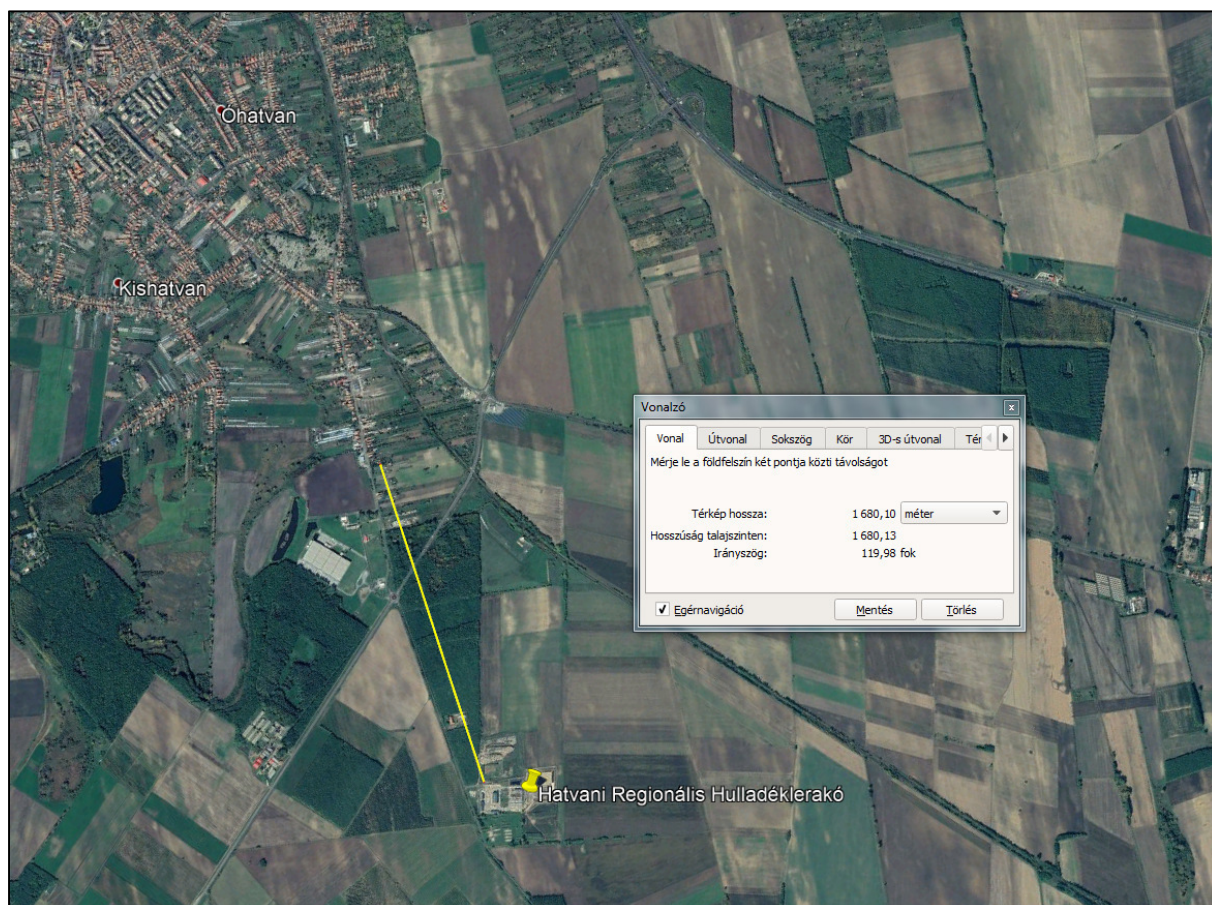 Óhatvan
Kishatvan
Vonalzó
Vonal Útvonal Sokszög Kör 3D-s útvonal
Mérje le a földfelszín két pontja közti távolságot
Térkép hossza: 1 680,10 méter
Hosszúság talajszinten: 1 680,13
Irányszög: 119,98 fok
Egérnavigáció Mentés Törlés
Hatvani Regionális Hulladéklerakó